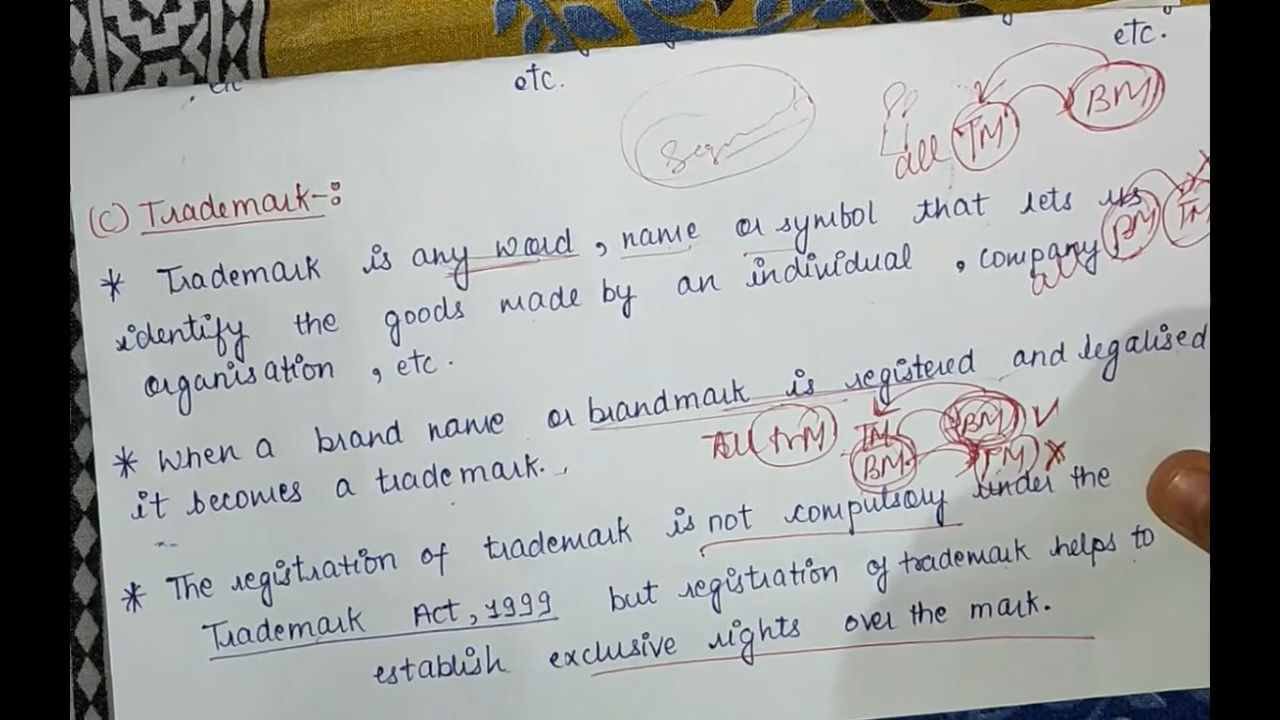 etc.
etc.
etc
all TM BM
(C) Trademark-:
* Trademark is any word, name or symbol that lets us
BM TM
identify the goods made by an individual, company
all
organisation, etc.
* When a brand name or brandmark is registered and legalised
All TrM TM BM ✓
BM TM ×
it becomes a trademark.
* The registration of trademark is not compulsory under the
Trademark Act, 1999 but registration of trademark helps to
establish exclusive rights over the mark.